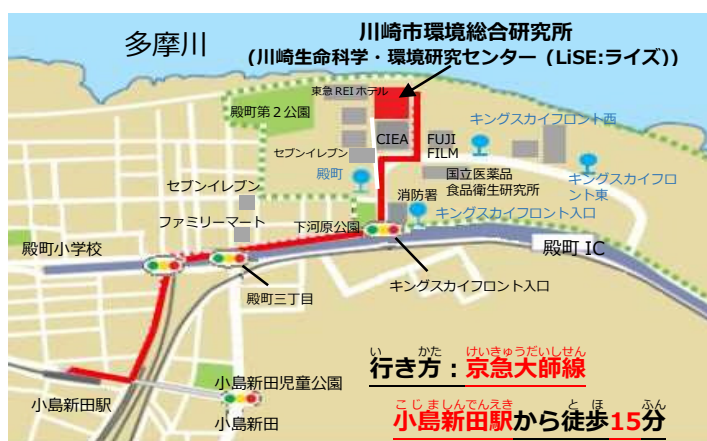 川崎市環境総合研究所
(川崎生命科学・環境研究センター (LiSE:ライズ))
多摩川
東急 REI ホテル
殿町第２公園
キングスカイフロント西
CIEA
FUJI
FILM
セブンイレブン
殿町
国立医薬品
食品衛生研究所
キングスカイフロ
ント東
セブンイレブン
消防署
キングスカイフロント入口
ファミリーマート
下河原公園
殿町小学校
殿町 IC
殿町三丁目
キングスカイフロント入口
い かた けいきゅうだいしせん
行き方：京急大師線
小島新田児童公園
小島新田駅
小島新田
こじましんでんえき とほ ふん
小島新田駅から徒歩15分